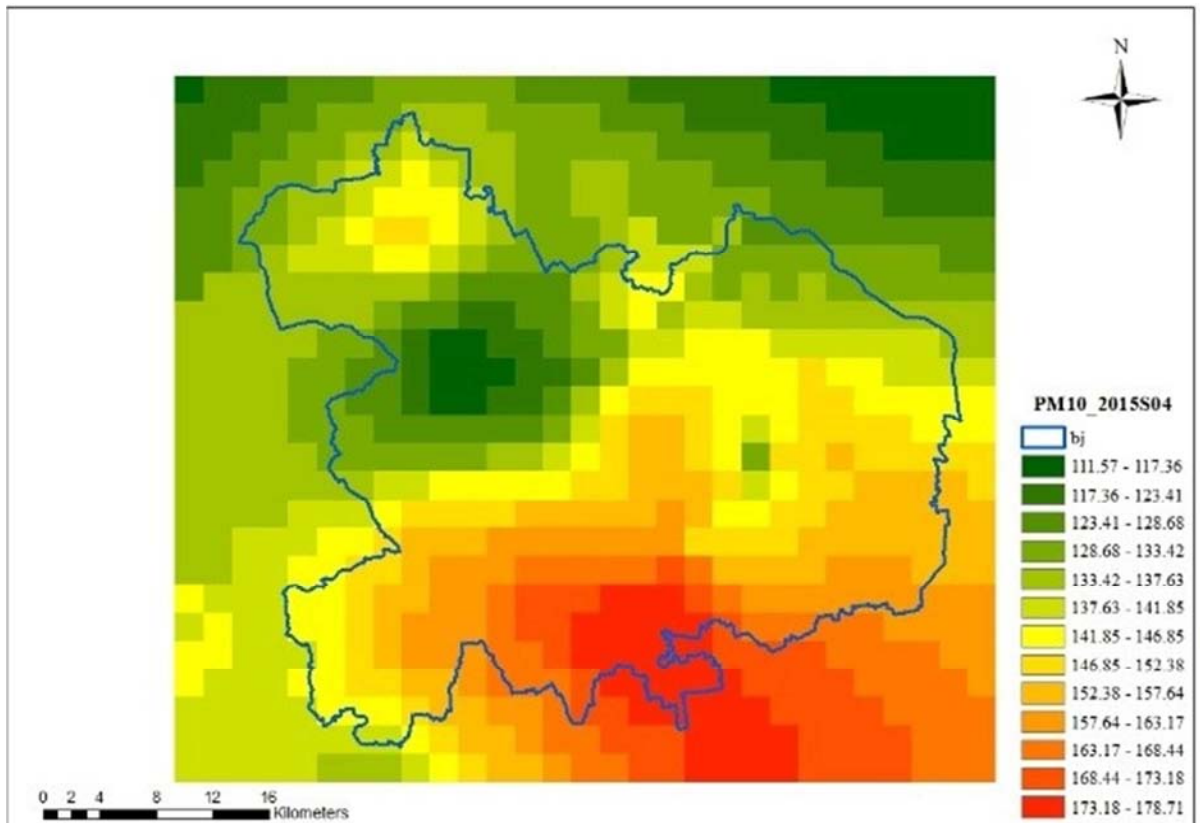 N
PM10_2015S04
bj
111.57 - 117.36
117.36 - 123.41
123.41 - 128.68
128.68 - 133.42
133.42 - 137.63
137.63 - 141.85
141.85 - 146.85
146.85 - 152.38
152.38 - 157.64
157.64 - 163.17
163.17 - 168.44
168.44 - 173.18
173.18 - 178.71
0 2 4 8 12 16
Kilometers